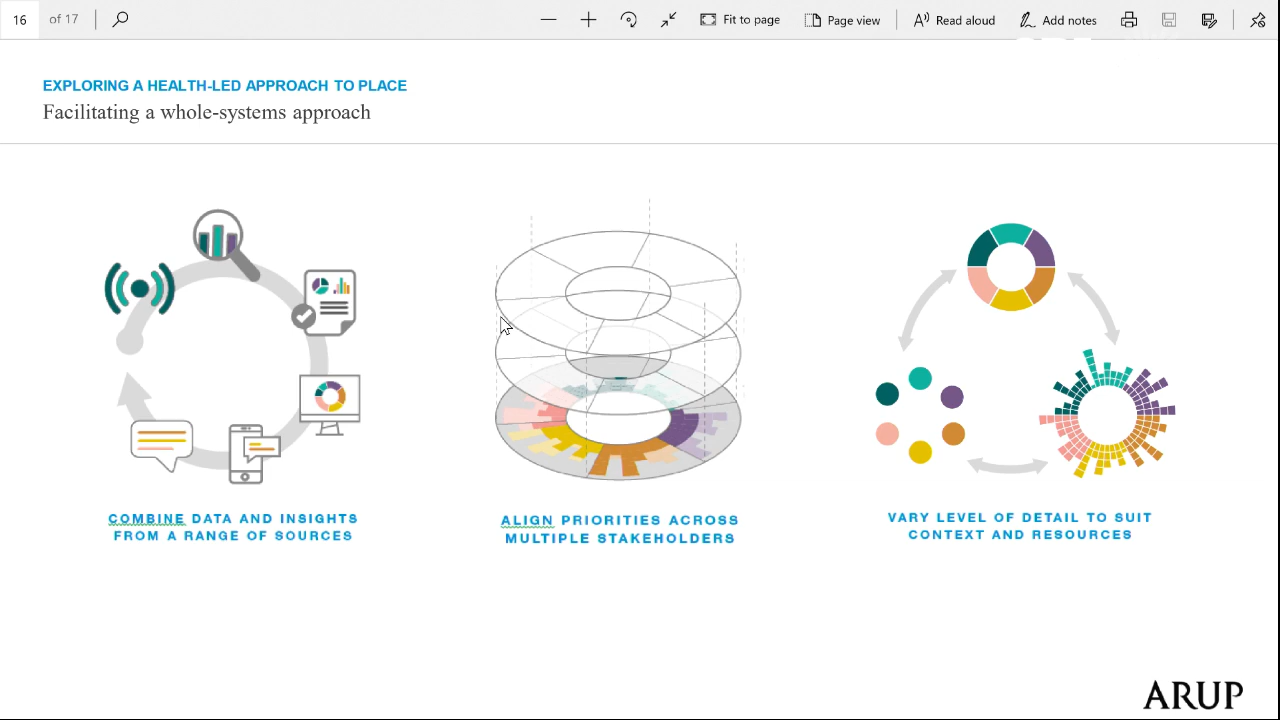 16 of 17 Fit to page Page view Read aloud Add notes
EXPLORING A HEALTH-LED APPROACH TO PLACE
Facilitating a whole-systems approach
COMBINE DATA AND INSIGHTS
FROM A RANGE OF SOURCES
ALIGN PRIORITIES ACROSS
MULTIPLE STAKEHOLDERS
VARY LEVEL OF DETAIL TO SUIT
CONTEXT AND RESOURCES
ARUP